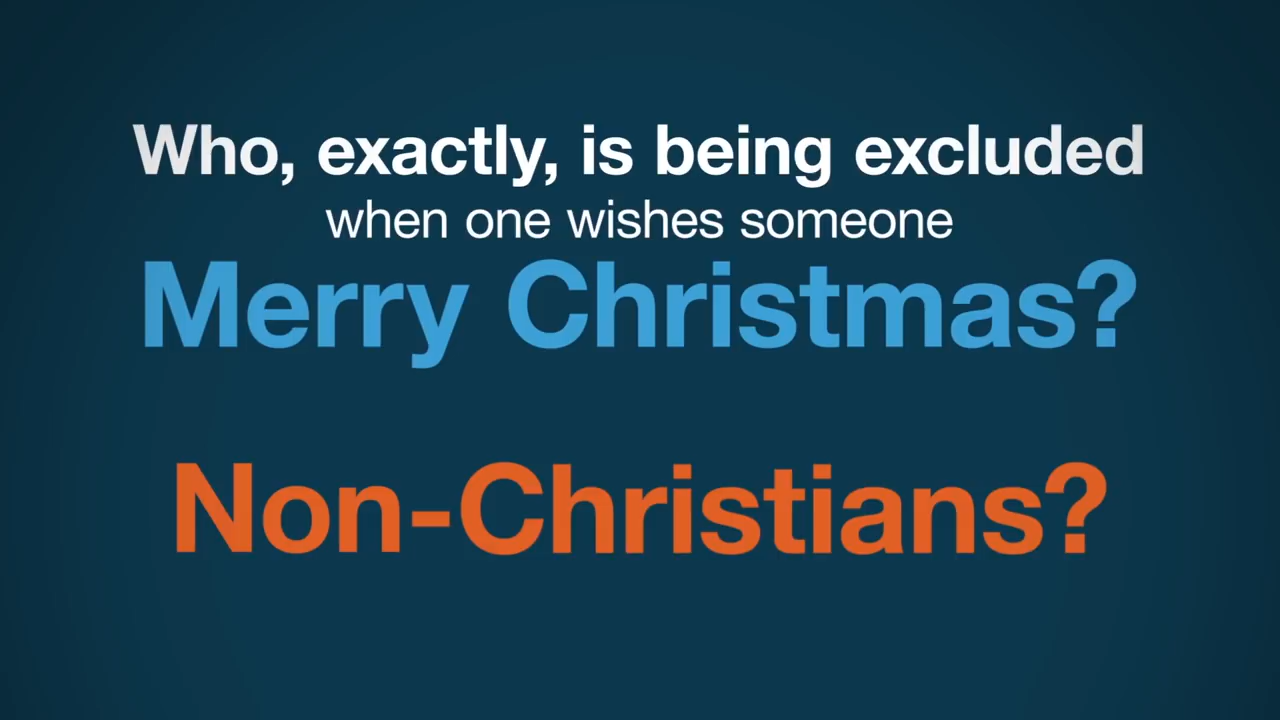 Who, exactly, is being excluded
when one wishes someone
Merry Christmas?
Non-Christians?